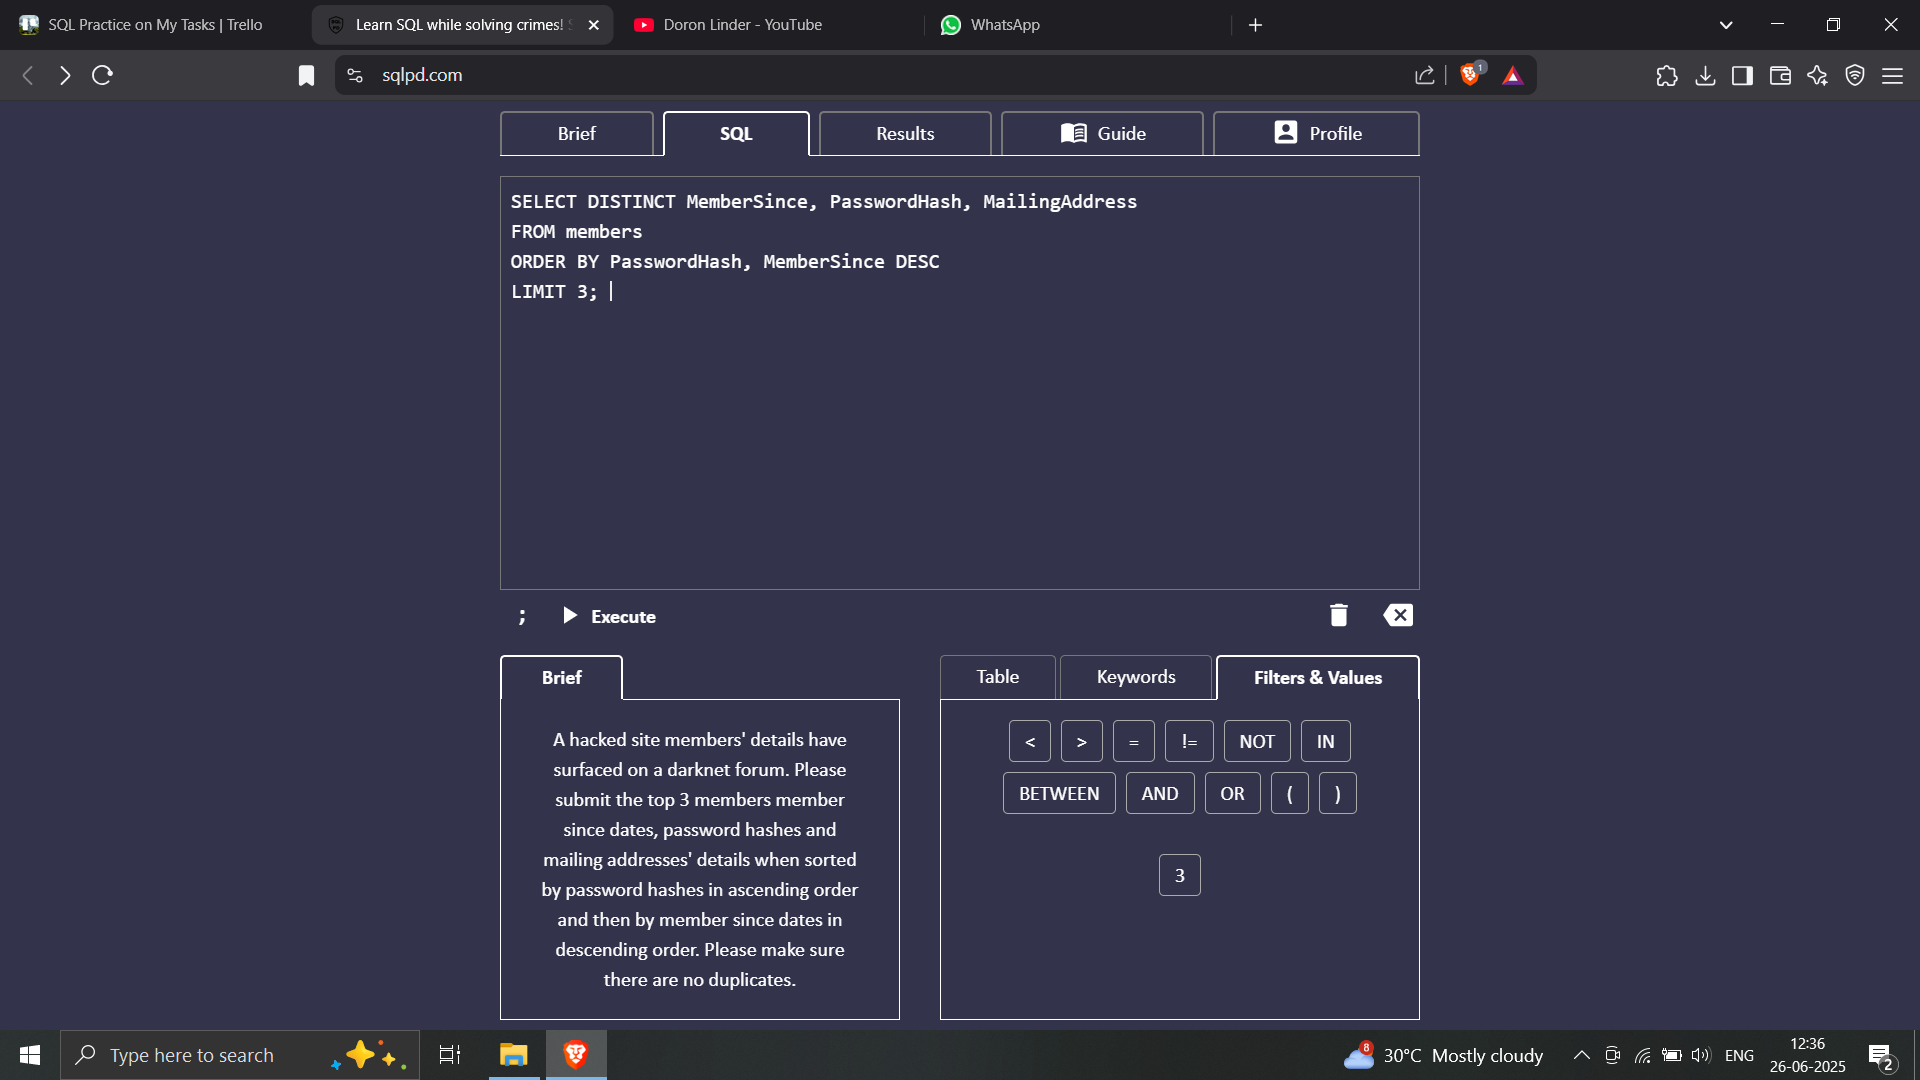 SQL Practice on My Tasks | Trello
Learn SQL while solving crimes!
Doron Linder - YouTube
WhatsApp
sqlpd.com
1
Brief
SQL
Results
Guide
Profile
SELECT DISTINCT MemberSince, PasswordHash, MailingAddress
FROM members
ORDER BY PasswordHash, MemberSince DESC
LIMIT 3;
;
Execute
Brief
A hacked site members' details have
surfaced on a darknet forum. Please
submit the top 3 members member
since dates, password hashes and
mailing addresses' details when sorted
by password hashes in ascending order
and then by member since dates in
descending order. Please make sure
there are no duplicates.
Table
Keywords
Filters & Values
< > = != NOT IN
BETWEEN AND OR ( )
3
Type here to search
8
30°C Mostly cloudy
ENG
12:36
26-06-2025
2